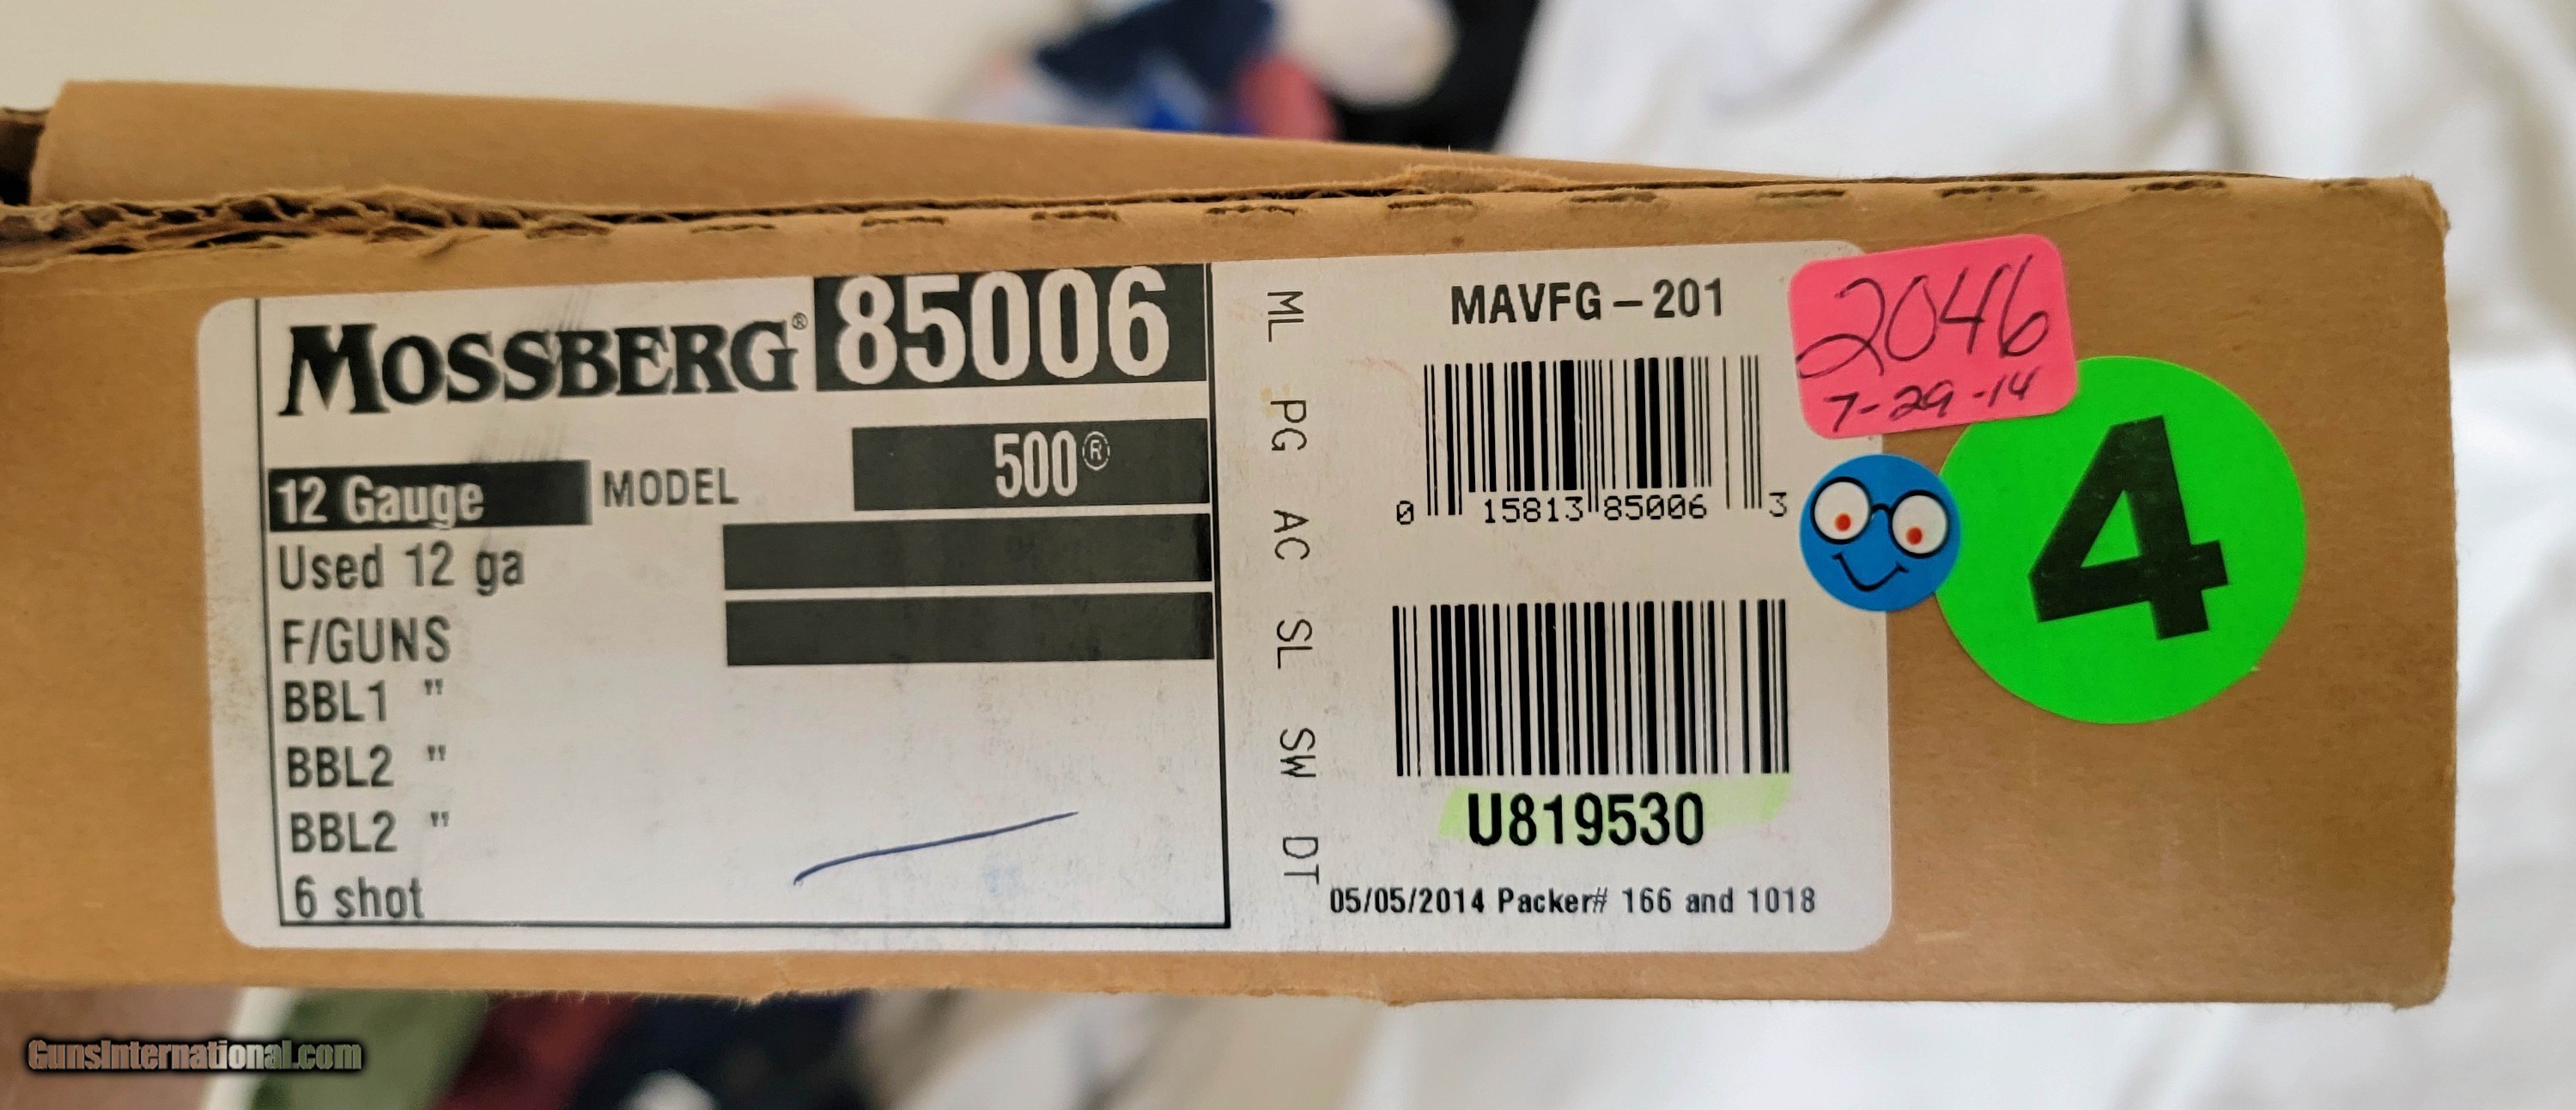 MOSSBERG® 85006
500®
12 Gauge MODEL
Used 12 ga
F/GUNS
BBL1 "
BBL2 "
BBL2 "
6 shot
ML PG AC SL SW DT
MAVFG-201
0 15813 85006 3
U819530
05/05/2014 Packer# 166 and 1018
2046
7-29-14
4
GunsInternational.com